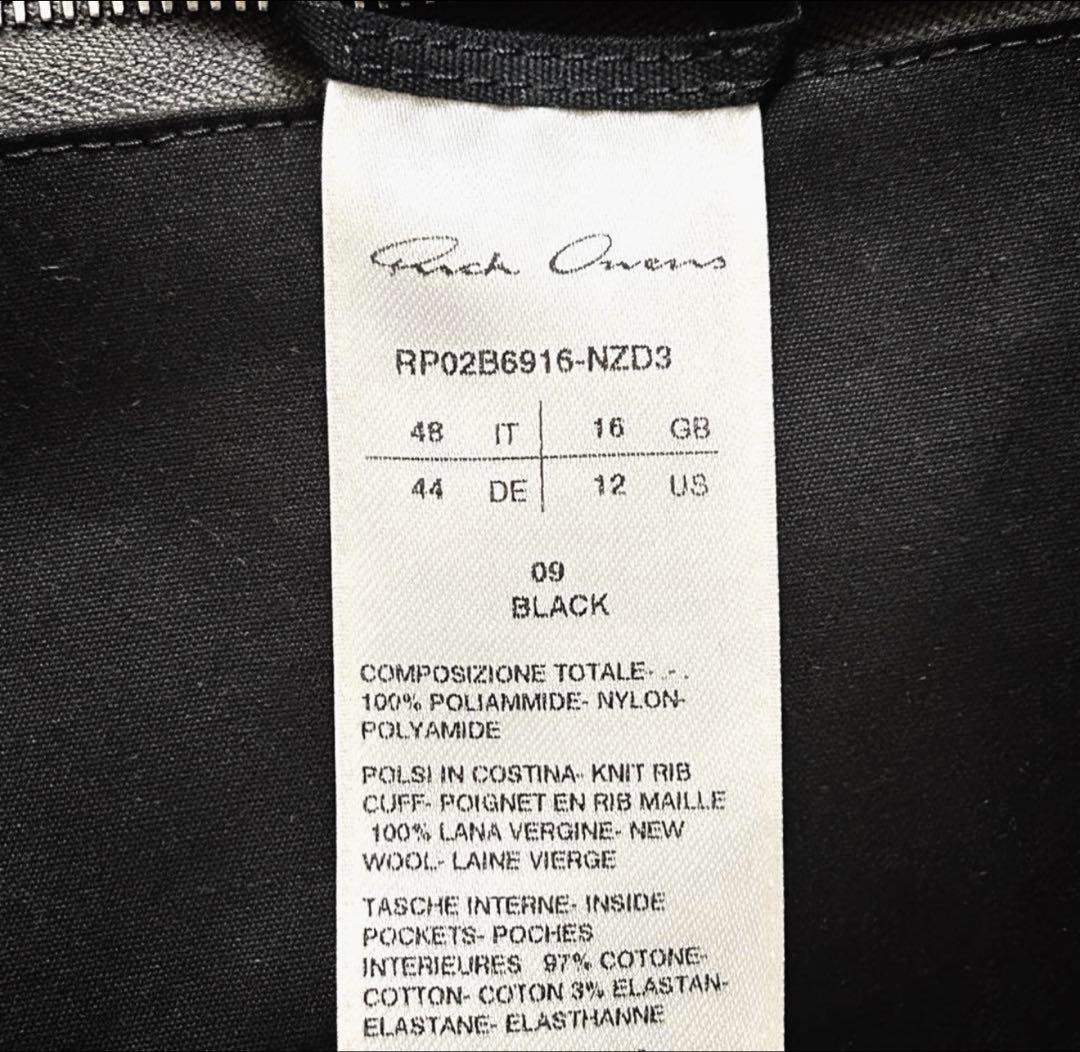 Rick Owens
RP02B6916-NZD3
48 IT 16 GB
44 DE 12 US
09
BLACK
COMPOSIZIONE TOTALE- .- .
100% POLIAMMIDE- NYLON-
POLYAMIDE
POLSI IN COSTINA- KNIT RIB
CUFF- POIGNET EN RIB MAILLE
100% LANA VERGINE- NEW
WOOL- LAINE VIERGE
TASCHE INTERNE- INSIDE
POCKETS- POCHES
INTERIEURES 97% COTONE-
COTTON- COTON 3% ELASTAN-
ELASTANE- ELASTHANNE